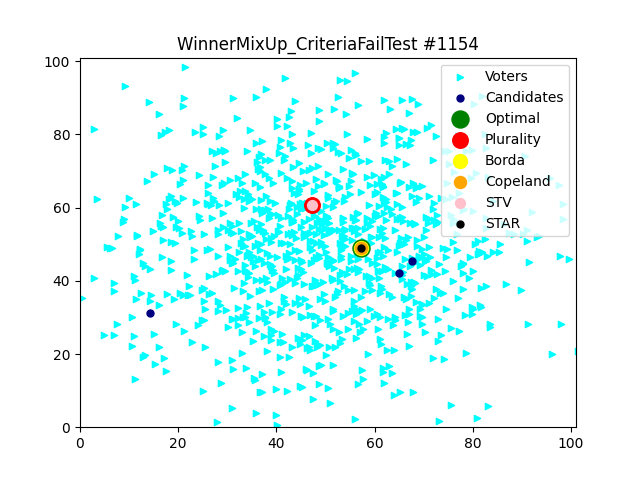 WinnerMixUp_CriteriaFailTest #1154
100
80
60
40
20
0
0 20 40 60 80 100
Voters
Candidates
Optimal
Plurality
Borda
Copeland
STV
STAR